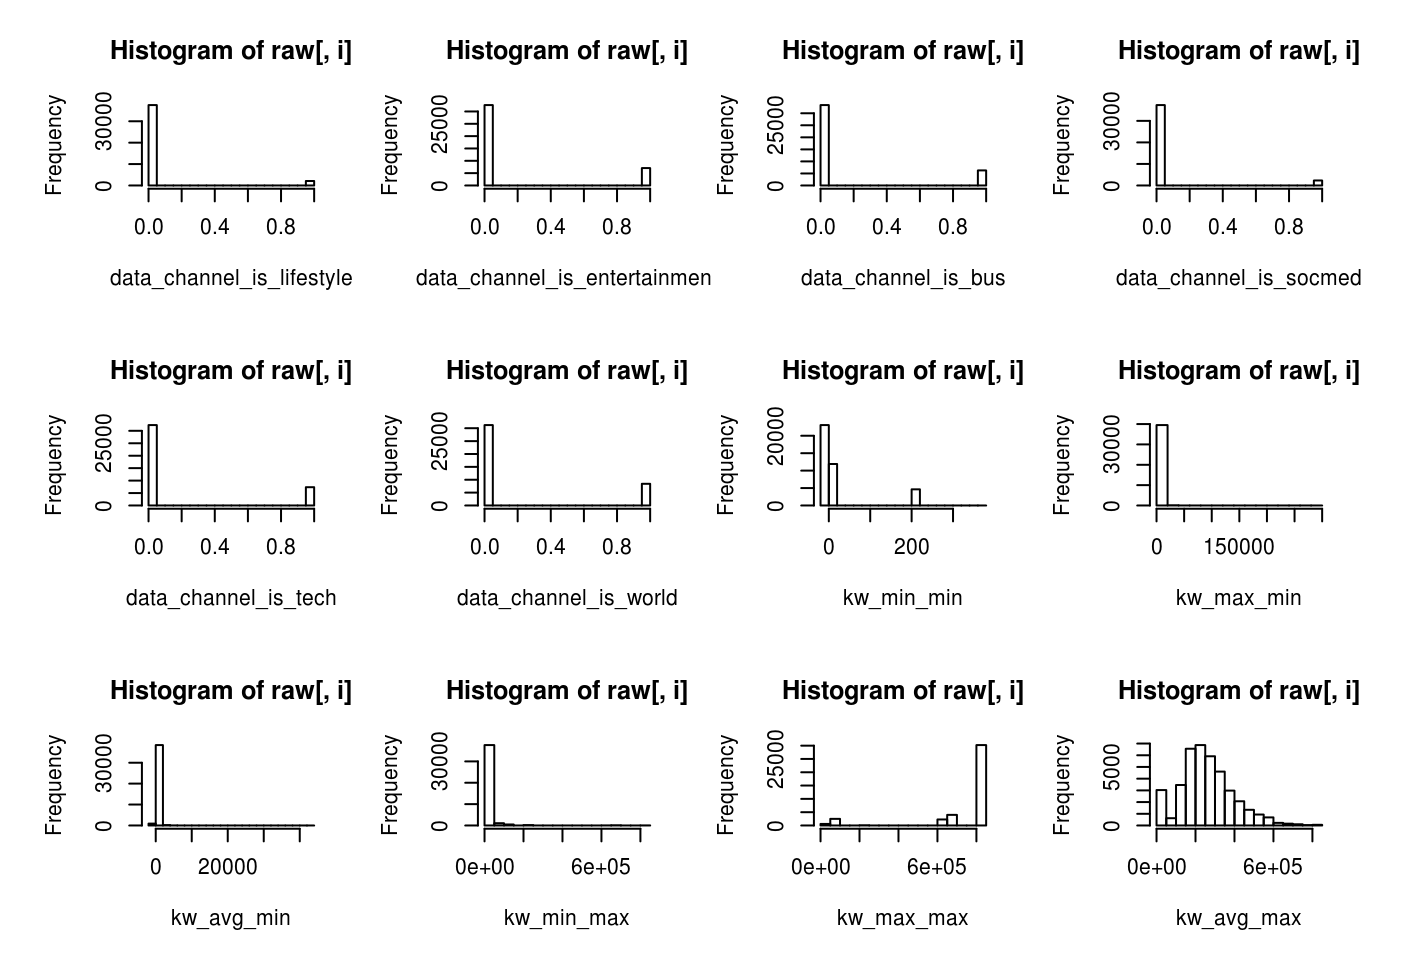 Histogram of raw[, i]
Frequency
0
30000
0.0 0.4 0.8
data_channel_is_lifestyle
Histogram of raw[, i]
Frequency
0
25000
0.0 0.4 0.8
data_channel_is_entertainmen
Histogram of raw[, i]
Frequency
0
25000
0.0 0.4 0.8
data_channel_is_bus
Histogram of raw[, i]
Frequency
0
30000
0.0 0.4 0.8
data_channel_is_socmed
Histogram of raw[, i]
Frequency
0
25000
0.0 0.4 0.8
data_channel_is_tech
Histogram of raw[, i]
Frequency
0
25000
0.0 0.4 0.8
data_channel_is_world
Histogram of raw[, i]
Frequency
0
20000
0 200
kw_min_min
Histogram of raw[, i]
Frequency
0
30000
0 150000
kw_max_min
Histogram of raw[, i]
Frequency
0
30000
0 20000
kw_avg_min
Histogram of raw[, i]
Frequency
0
30000
0e+00 6e+05
kw_min_max
Histogram of raw[, i]
Frequency
0
25000
0e+00 6e+05
kw_max_max
Histogram of raw[, i]
Frequency
0
5000
0e+00 6e+05
kw_avg_max